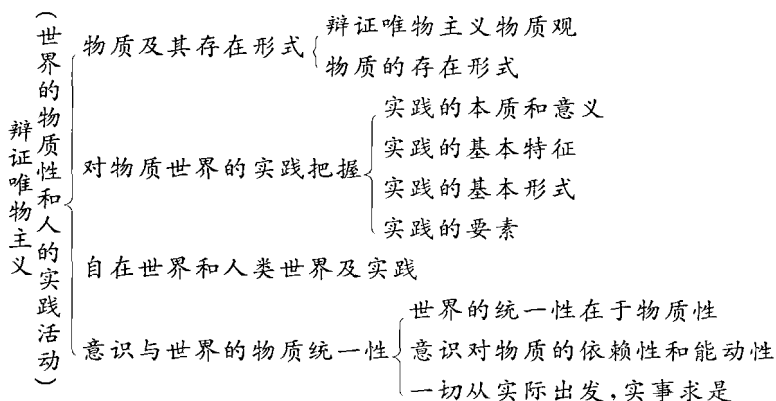 辩证唯物主义
(世界的物质性和人的实践活动)
物质及其存在形式
辩证唯物主义物质观
物质的存在形式
对物质世界的实践把握
实践的本质和意义
实践的基本特征
实践的基本形式
实践的要素
自在世界和人类世界及实践
意识与世界的物质统一性
世界的统一性在于物质性
意识对物质的依赖性和能动性
一切从实际出发,实事求是